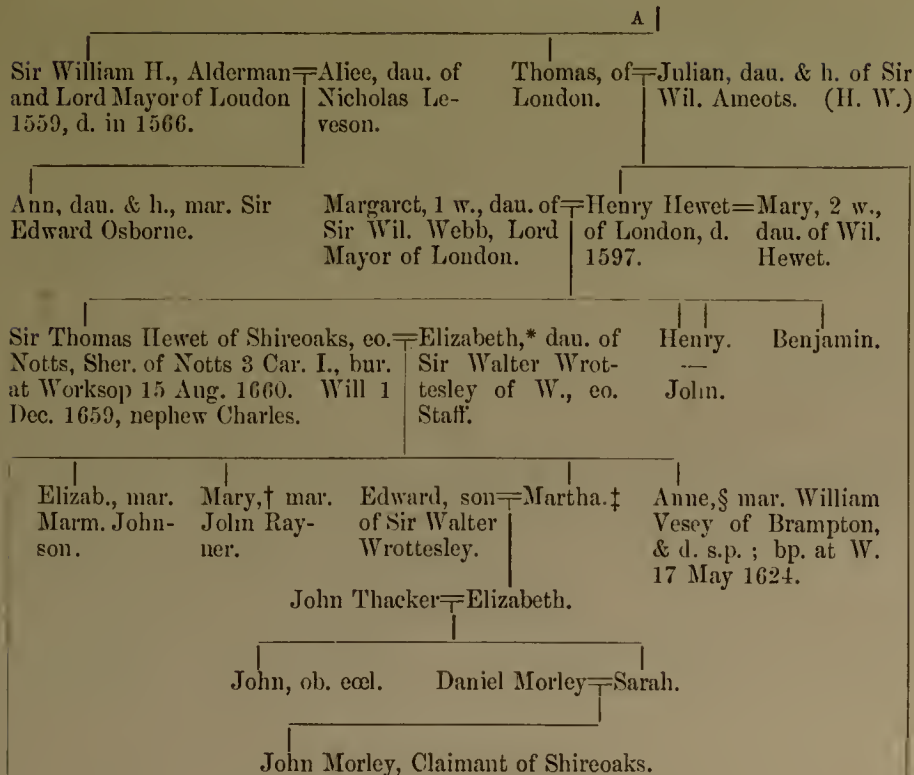 A
Sir William H., Alderman
and Lord Mayor of London
1559, d. in 1566.
Alice, dau. of
Nicholas Le-
veson.
Thomas, of
London.
Julian, dau. & h. of Sir
Wil. Ameots. (H. W.)
Ann, dau. & h., mar. Sir
Edward Osborne.
Margaret, 1 w., dau. of
Sir Wil. Webb, Lord
Mayor of London.
Henry Hewet
of London, d.
1597.
Mary, 2 w.,
dau. of Wil.
Hewet.
Sir Thomas Hewet of Shireoaks, co.
Notts, Sher. of Notts 3 Car. I., bur.
at Worksop 15 Aug. 1660. Will 1
Dec. 1659, nephew Charles.
Elizabeth,* dau. of
Sir Walter Wrot-
tesley of W., co.
Staff.
Henry.
—
John.
Benjamin.
Elizab., mar.
Marm. John-
son.
Mary,† mar.
John Ray-
ner.
Edward, son
of Sir Walter
Wrottesley.
Martha.‡
Anne,§ mar. William
Vesey of Brampton,
& d. s.p.; bp. at W.
17 May 1624.
John Thacker
Elizabeth.
John, ob. cœl.
Daniel Morley
Sarah.
John Morley, Claimant of Shireoaks.